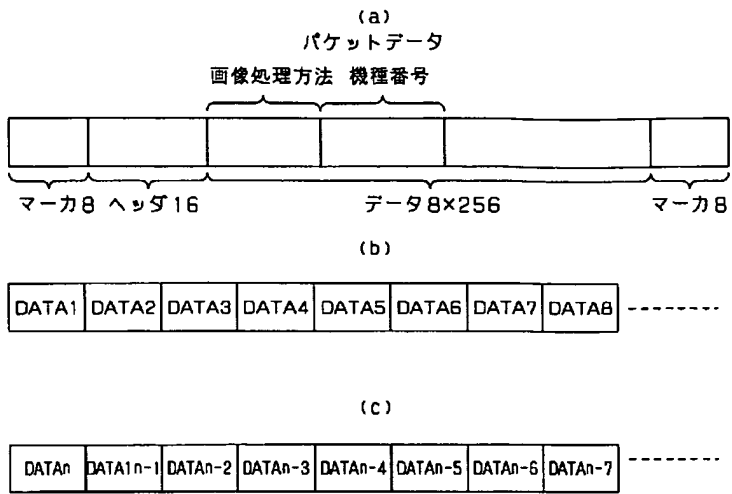 (a)
パケットデータ
画像処理方法 機種番号
マーカ8 ヘッダ16 データ8×256 マーカ8
(b)
DATA1 DATA2 DATA3 DATA4 DATA5 DATA6 DATA7 DATA8
(c)
DATAn DATA1n-1 DATAn-2 DATAn-3 DATAn-4 DATAn-5 DATAn-6 DATAn-7